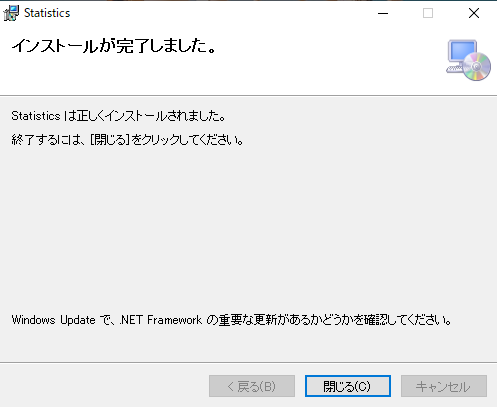 Statistics
インストールが完了しました。
Statistics は正しくインストールされました。
終了するには、[閉じる]をクリックしてください。
Windows Update で、.NET Framework の重要な更新があるかどうかを確認してください。
< 戻る(B)
閉じる(C)
キャンセル